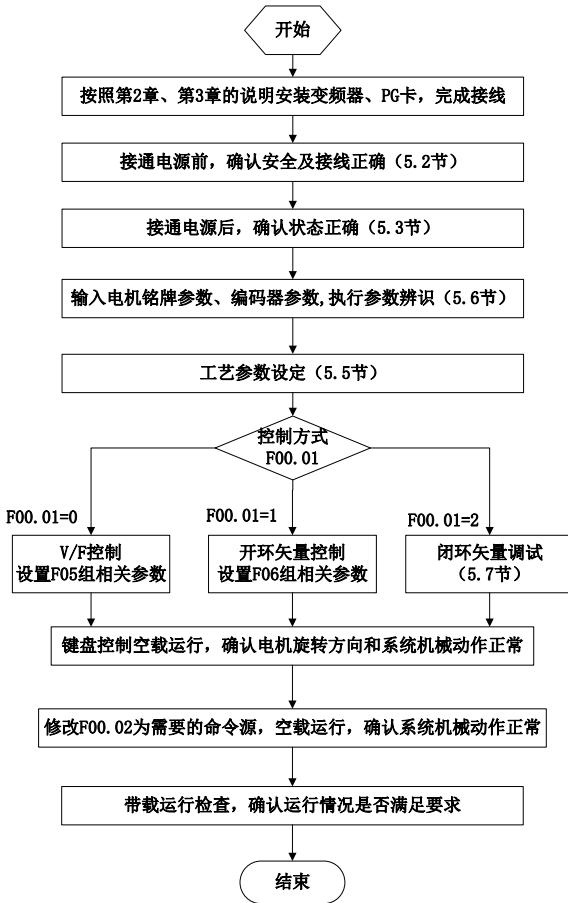 开始
按照第2章、第3章的说明安装变频器、PG卡，完成接线
接通电源前，确认安全及接线正确（5.2节）
接通电源后，确认状态正确（5.3节）
输入电机铭牌参数、编码器参数,执行参数辨识（5.6节）
工艺参数设定（5.5节）
控制方式
F00.01
F00.01=0
F00.01=1
F00.01=2
V/F控制
设置F05组相关参数
开环矢量控制
设置F06组相关参数
闭环矢量调试
（5.7节）
键盘控制空载运行，确认电机旋转方向和系统机械动作正常
修改F00.02为需要的命令源，空载运行，确认系统机械动作正常
带载运行检查，确认运行情况是否满足要求
结束